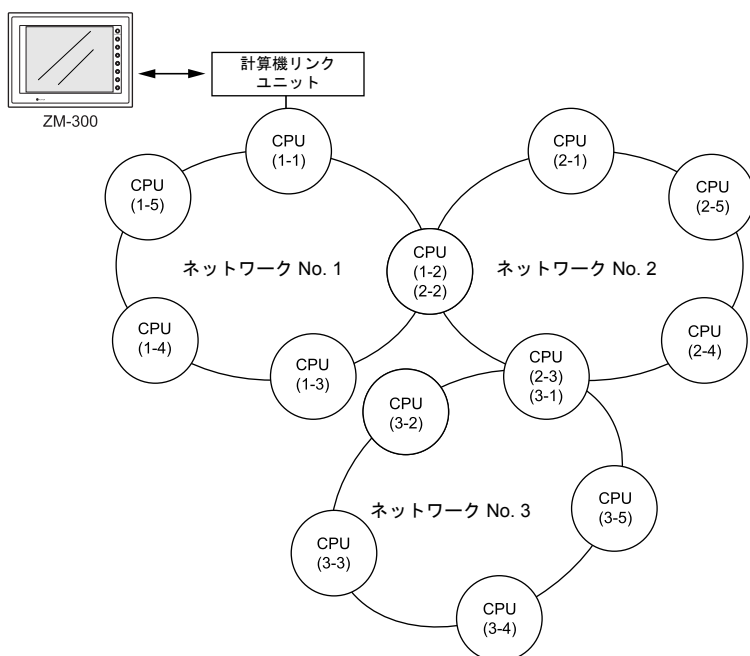 計算機リンク
ユニット
ZM-300
CPU
(1-1)
CPU
(2-1)
CPU
(1-5)
CPU
(2-5)
ネットワーク No. 1
CPU
(1-2)
(2-2)
ネットワーク No. 2
CPU
(1-4)
CPU
(2-4)
CPU
(1-3)
CPU
(2-3)
(3-1)
CPU
(3-2)
ネットワーク No. 3
CPU
(3-5)
CPU
(3-3)
CPU
(3-4)